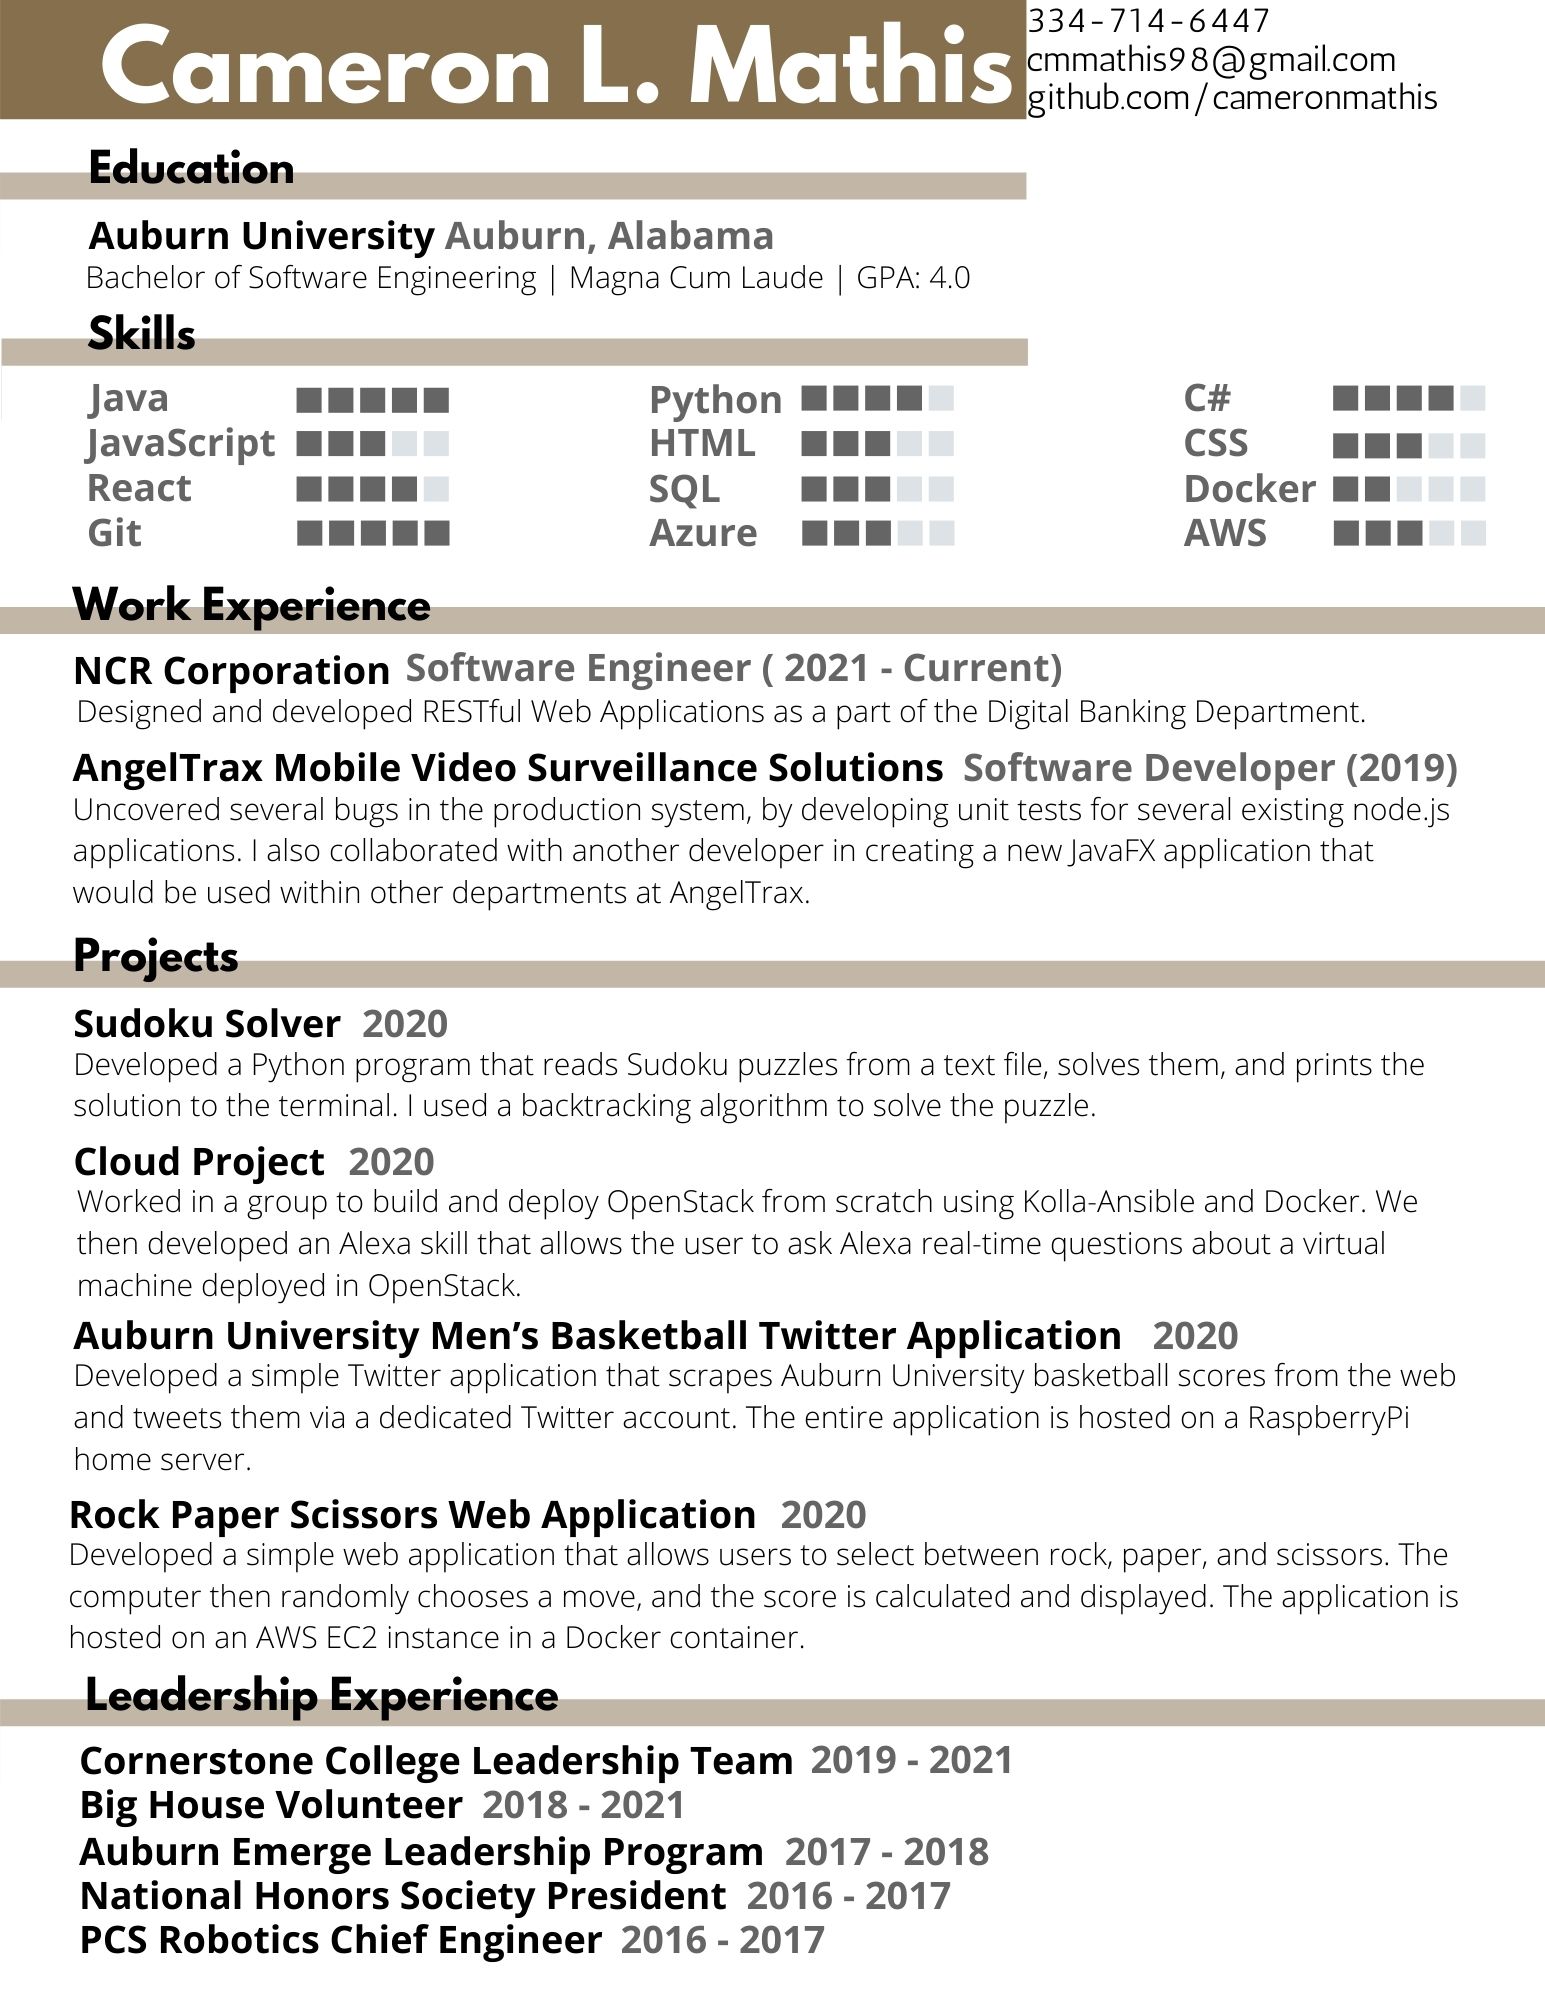 Cameron L. Mathis
334-714-6447
cmmathis98@gmail.com
github.com/cameronmathis
Education
Auburn University Auburn, Alabama
Bachelor of Software Engineering | Magna Cum Laude | GPA: 4.0
Skills
Java Python C#
JavaScript HTML CSS
React SQL Docker
Git Azure AWS
Work Experience
NCR Corporation Software Engineer ( 2021 - Current)
Designed and developed RESTful Web Applications as a part of the Digital Banking Department.
AngelTrax Mobile Video Surveillance Solutions Software Developer (2019)
Uncovered several bugs in the production system, by developing unit tests for several existing node.js
applications. I also collaborated with another developer in creating a new JavaFX application that
would be used within other departments at AngelTrax.
Projects
Sudoku Solver 2020
Developed a Python program that reads Sudoku puzzles from a text file, solves them, and prints the
solution to the terminal. I used a backtracking algorithm to solve the puzzle.
Cloud Project 2020
Worked in a group to build and deploy OpenStack from scratch using Kolla-Ansible and Docker. We
then developed an Alexa skill that allows the user to ask Alexa real-time questions about a virtual
machine deployed in OpenStack.
Auburn University Men’s Basketball Twitter Application 2020
Developed a simple Twitter application that scrapes Auburn University basketball scores from the web
and tweets them via a dedicated Twitter account. The entire application is hosted on a RaspberryPi
home server.
Rock Paper Scissors Web Application 2020
Developed a simple web application that allows users to select between rock, paper, and scissors. The
computer then randomly chooses a move, and the score is calculated and displayed. The application is
hosted on an AWS EC2 instance in a Docker container.
Leadership Experience
Cornerstone College Leadership Team 2019 - 2021
Big House Volunteer 2018 - 2021
Auburn Emerge Leadership Program 2017 - 2018
National Honors Society President 2016 - 2017
PCS Robotics Chief Engineer 2016 - 2017